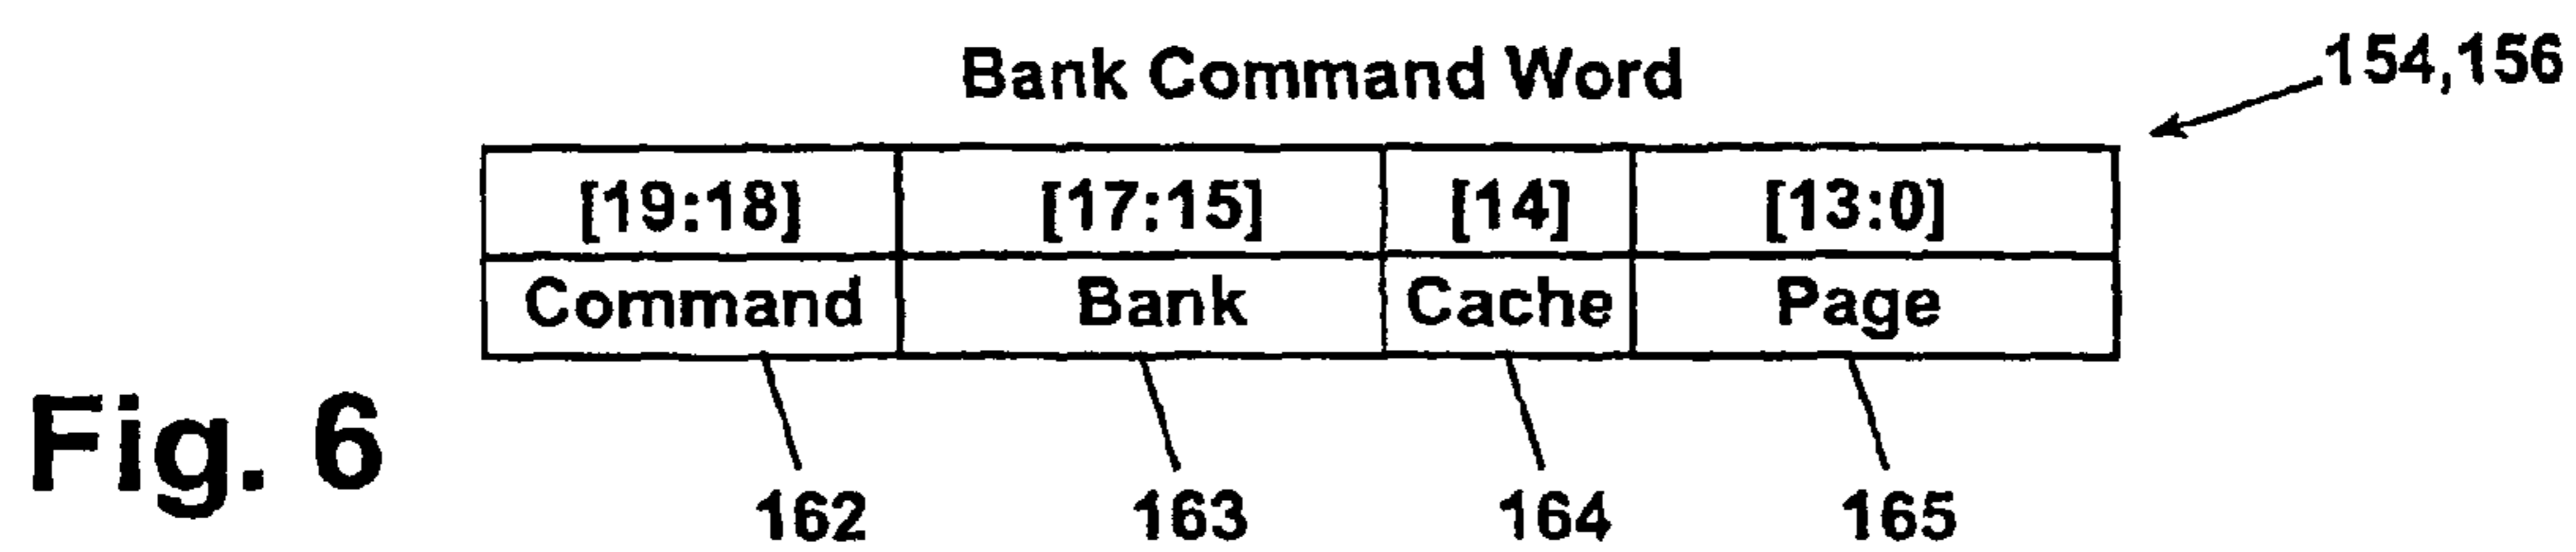 Bank Command Word
154,156
[19:18] [17:15] [14] [13:0]
Command Bank Cache Page
162 163 164 165
Fig. 6